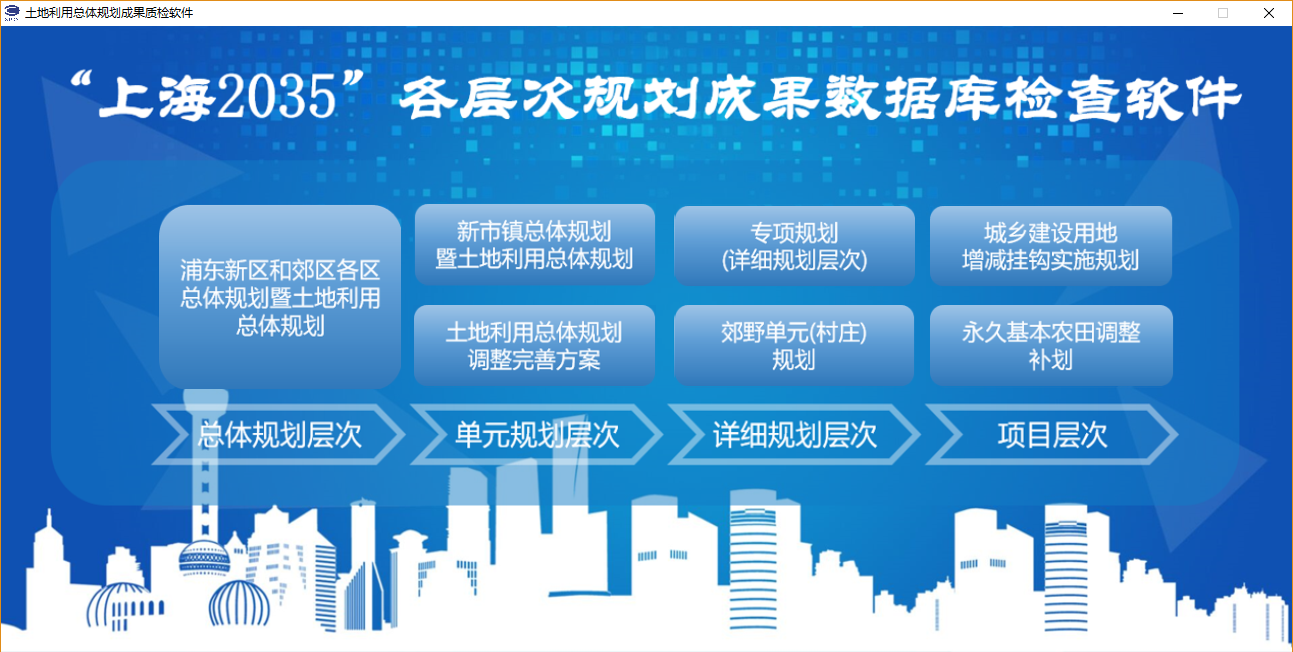 土地利用总体规划成果质检软件
“上海2035”各层次规划成果数据库检查软件
浦东新区和郊区各区
总体规划暨土地利用
总体规划
新市镇总体规划
暨土地利用总体规划
专项规划
(详细规划层次)
城乡建设用地
增减挂钩实施规划
土地利用总体规划
调整完善方案
郊野单元(村庄)
规划
永久基本农田调整
补划
总体规划层次
单元规划层次
详细规划层次
项目层次